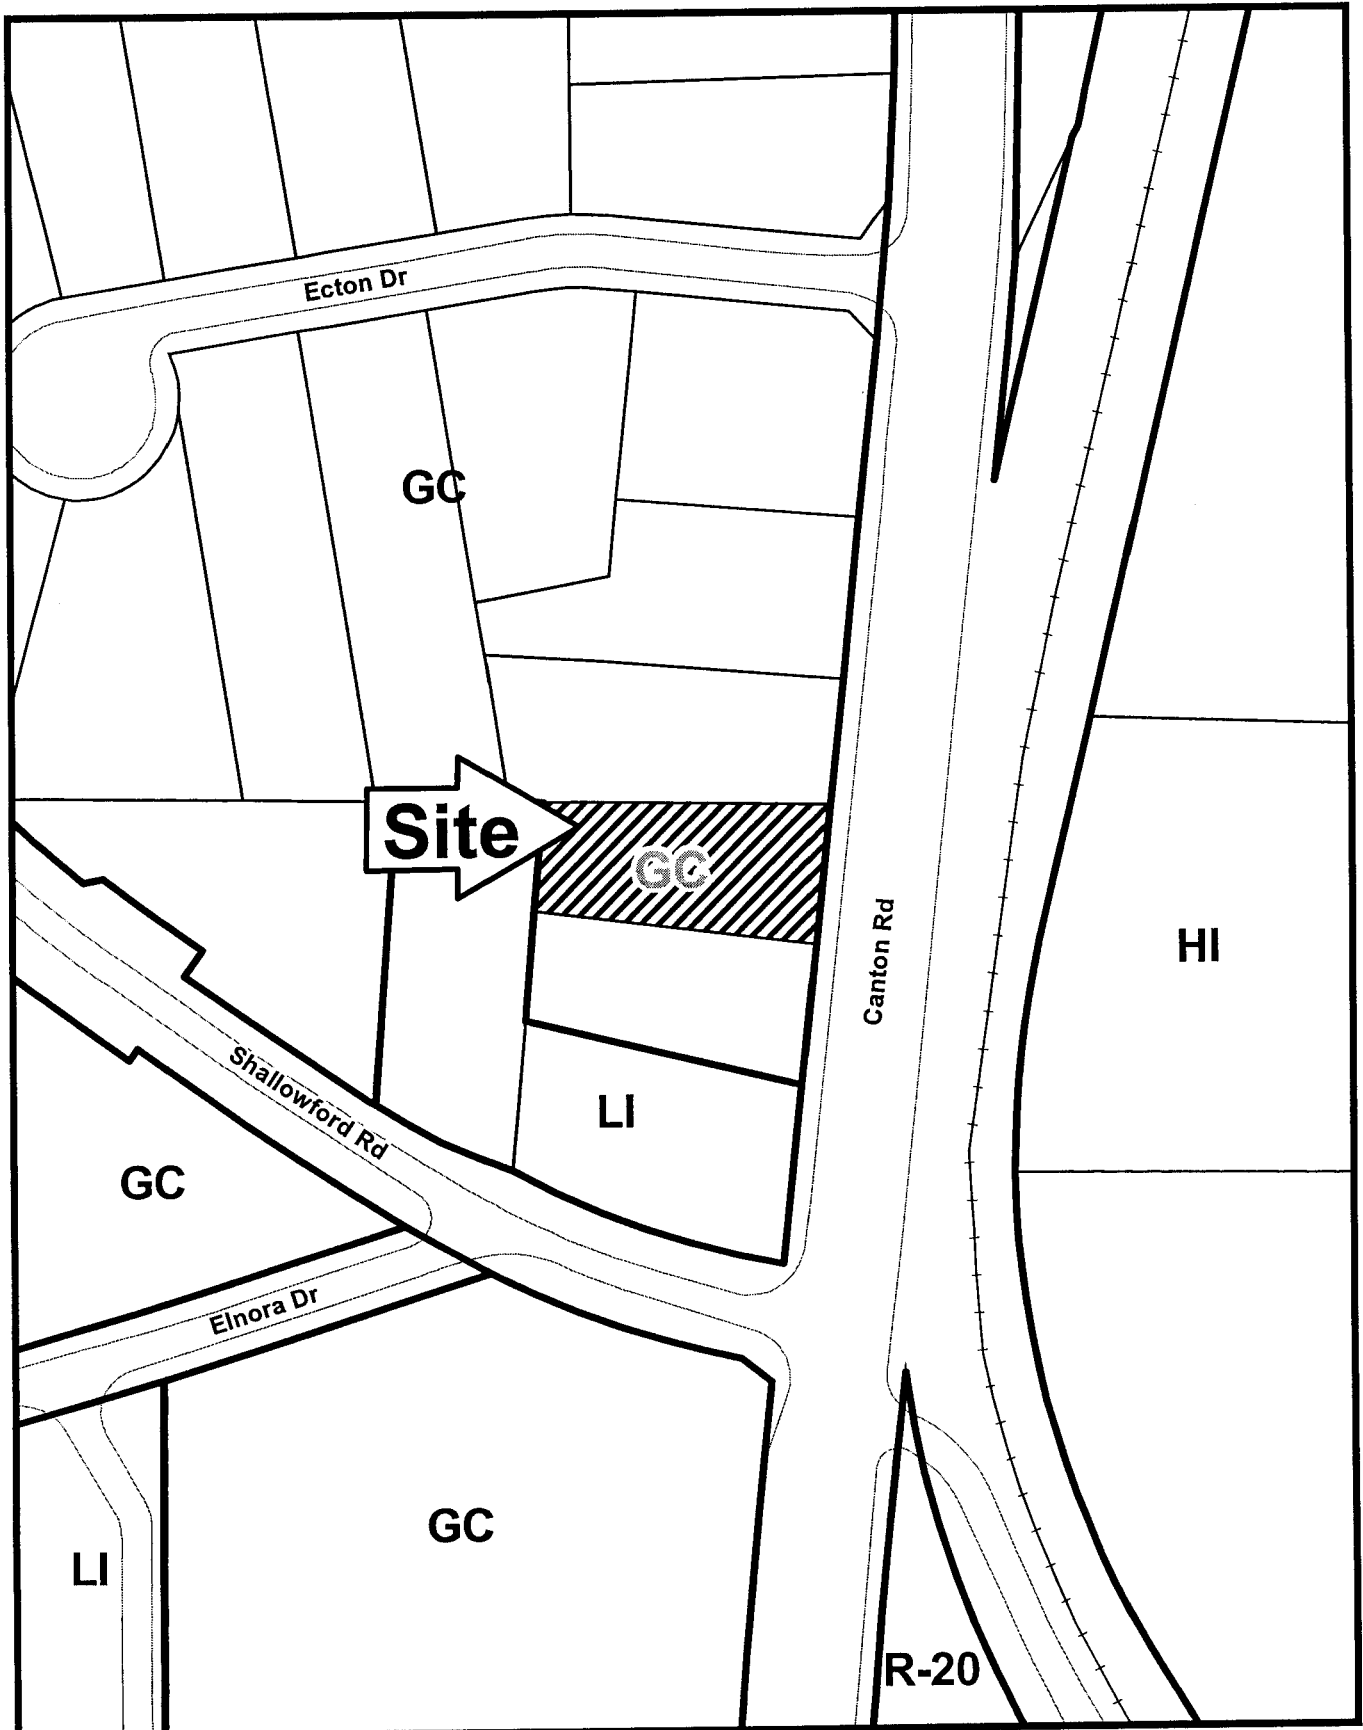 Ecton Dr
GC
Site
GC
Canton Rd
HI
Shallowford Rd
LI
GC
Elnora Dr
GC
LI
R-20